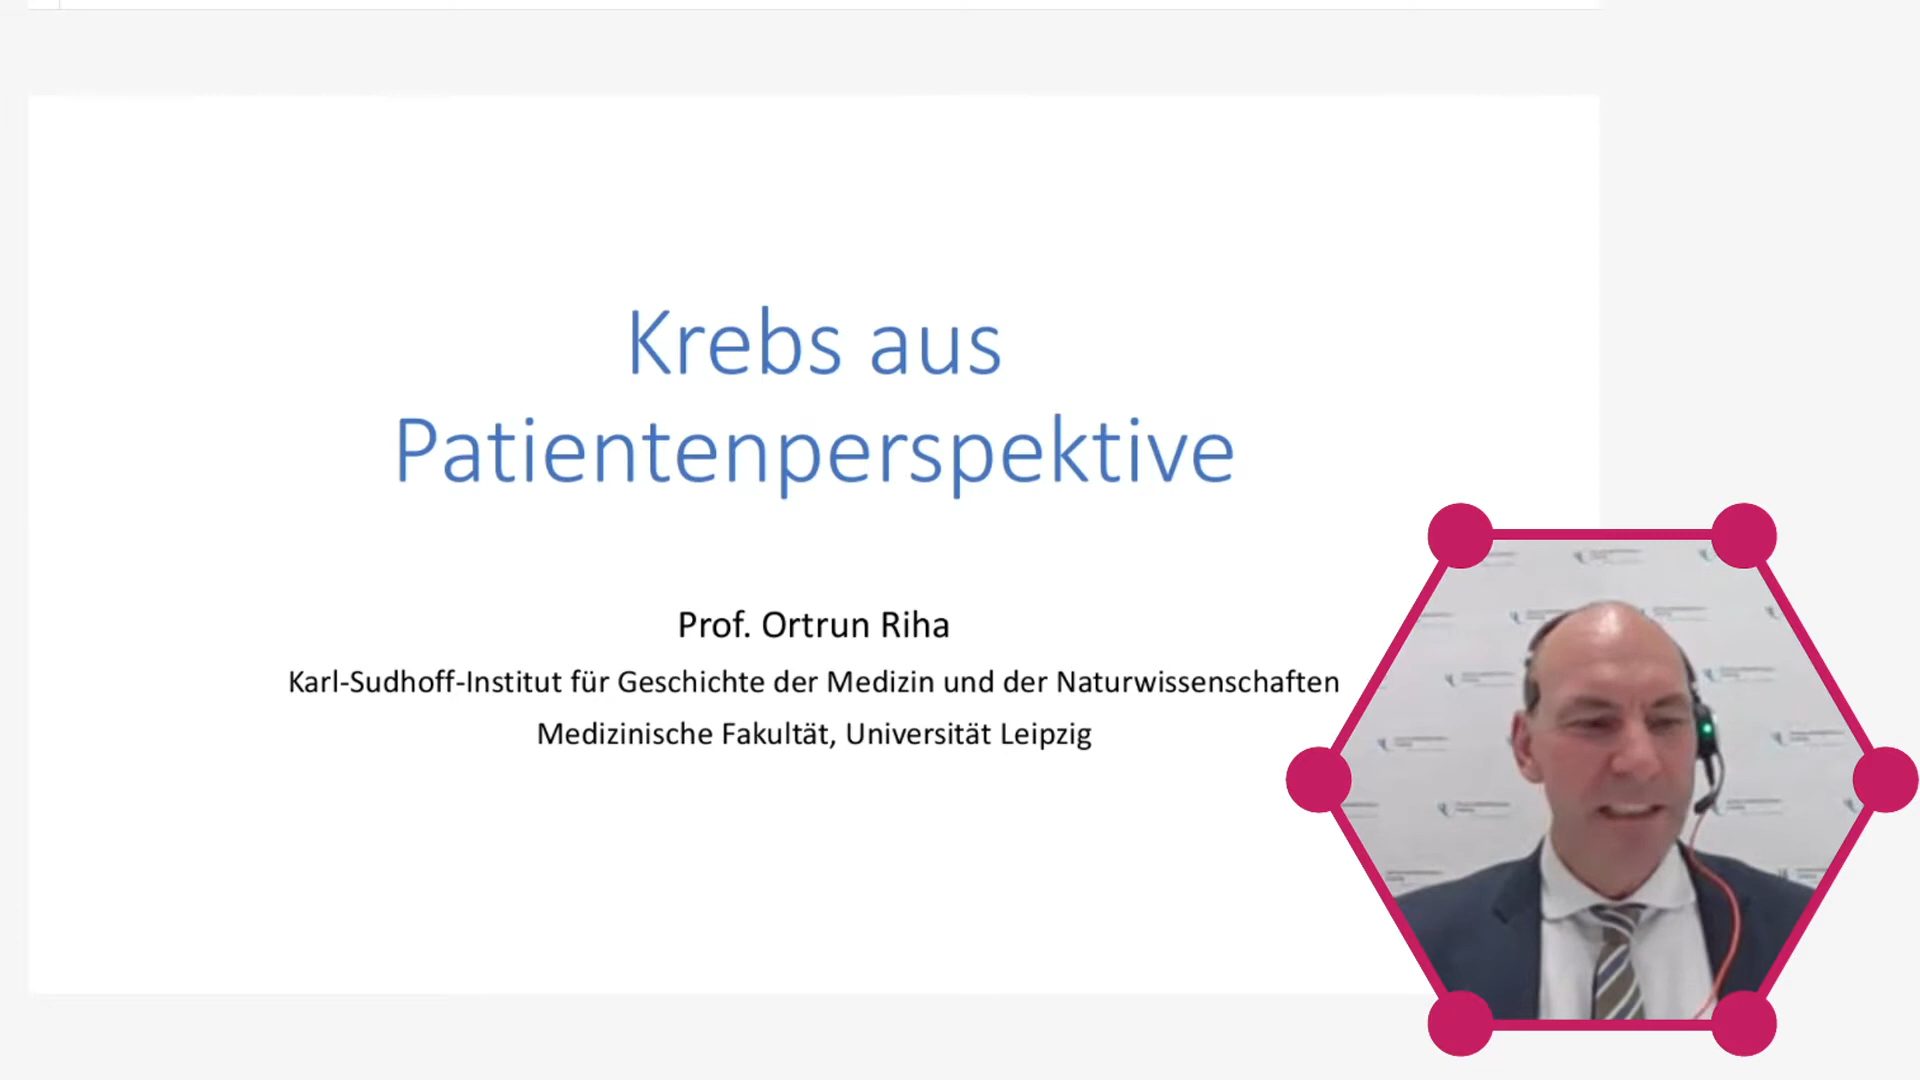 Krebs aus
Patientenperspektive
Prof. Ortrun Riha
Karl-Sudhoff-Institut für Geschichte der Medizin und der Naturwissenschaften
Medizinische Fakultät, Universität Leipzig